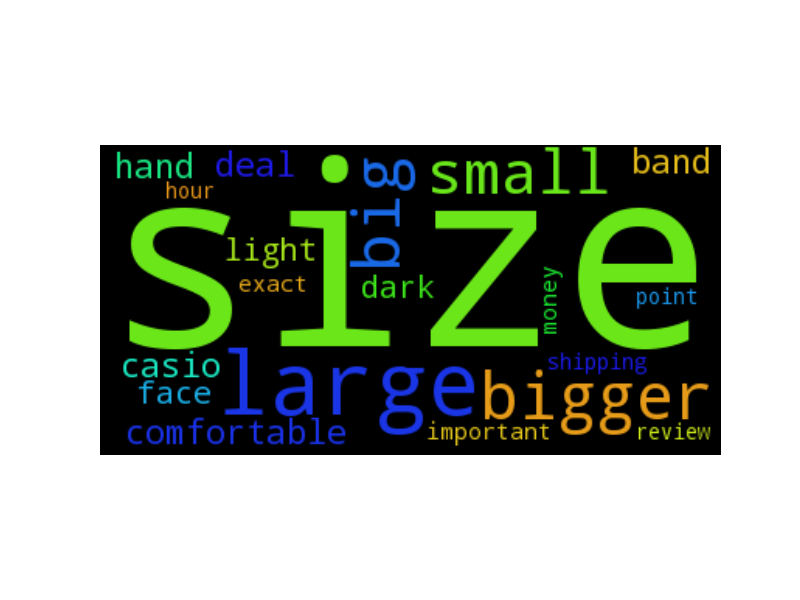 hand deal big small band
hour
size
light
exact
dark
money
point
casio
large
bigger
shipping
face
comfortable
important
review